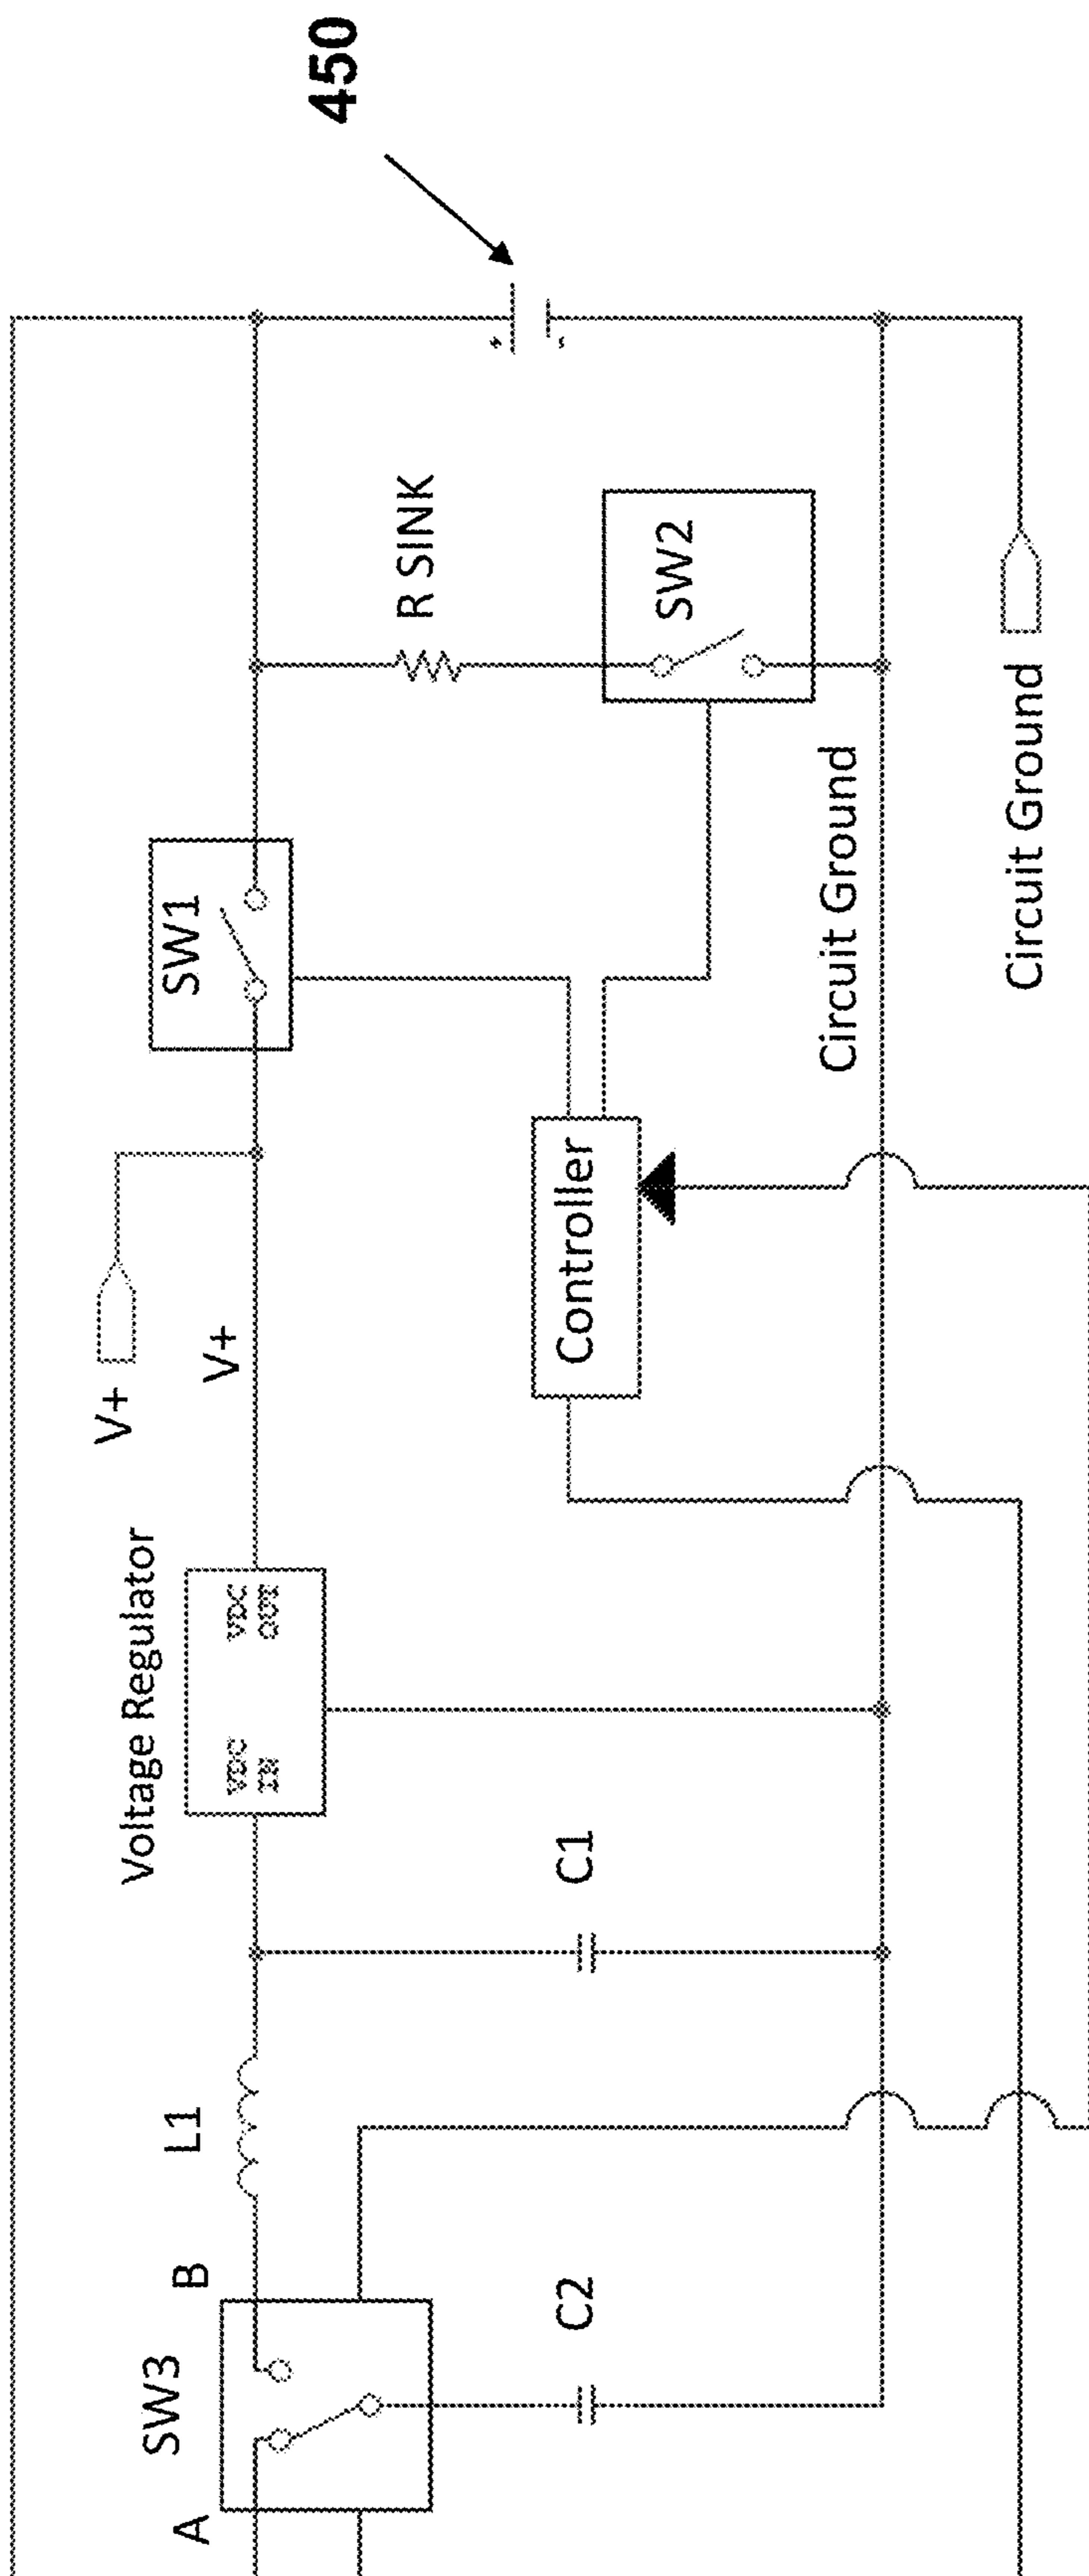 450
R SINK
SW2
SW1
Circuit Ground
Circuit Ground
V+
V+
Controller
Voltage Regulator
VDC
IN
VDC
OUT
C1
L1
B
SW3
A
C2
+
-